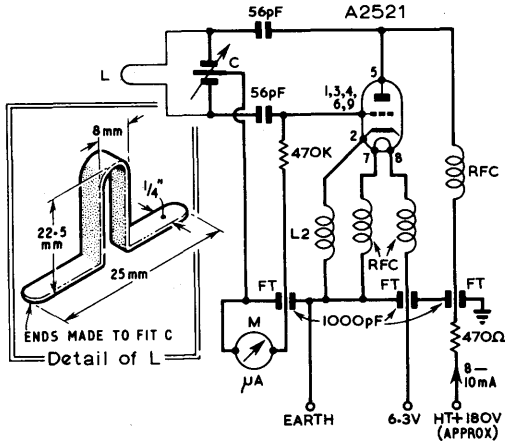 56pF
A2521
L
C
5
1,3,4,
6,9
56pF
2
7
8
470K
RFC
8mm
1/4"
22·5
mm
25mm
L2
RFC
FT
FT
FT
1000pF
ENDS MADE TO FIT C
Detail of L
M
μA
470Ω
8—
10mA
EARTH
6·3V
HT+180V
(APPROX)